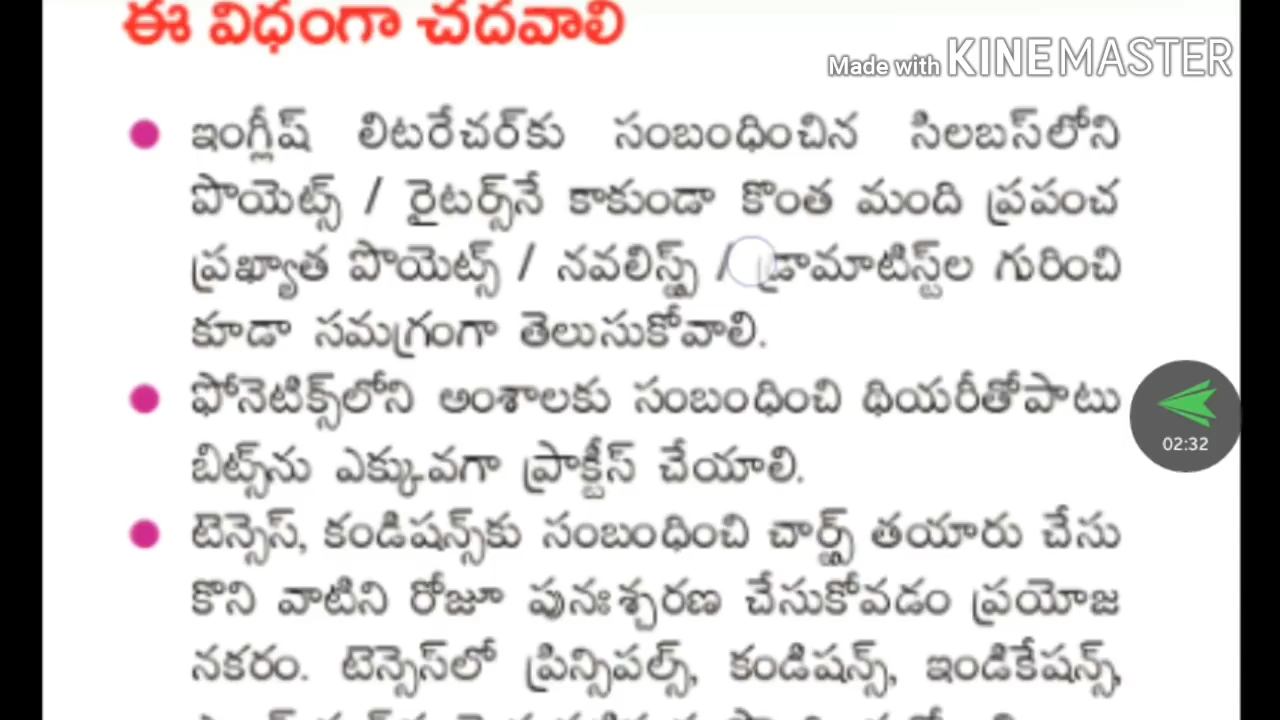 ఈ విధంగా చదవాలి
Made with KINEMASTER
ఇంగ్లీష్ లిటరేచర్‌కు సంబంధించిన సిలబస్‌లోని
పొయెట్స్ / రైటర్స్‌నే కాకుండా కొంత మంది ప్రపంచ
ప్రఖ్యాత పొయెట్స్ / నవలిస్ట్స్ / డ్రామాటిస్ట్‌ల గురించి
కూడా సమగ్రంగా తెలుసుకోవాలి.
ఫోనెటిక్స్‌లోని అంశాలకు సంబంధించి థియరీతోపాటు
బిట్స్‌ను ఎక్కువగా ప్రాక్టీస్ చేయాలి.
02:32
టెన్సెస్, కండిషన్స్‌కు సంబంధించి చార్ట్స్ తయారు చేసు
కొని వాటిని రోజూ పునఃశ్చరణ చేసుకోవడం ప్రయోజ
నకరం. టెన్సెస్‌లో ప్రిన్సిపల్స్, కండిషన్స్, ఇండికేషన్స్,